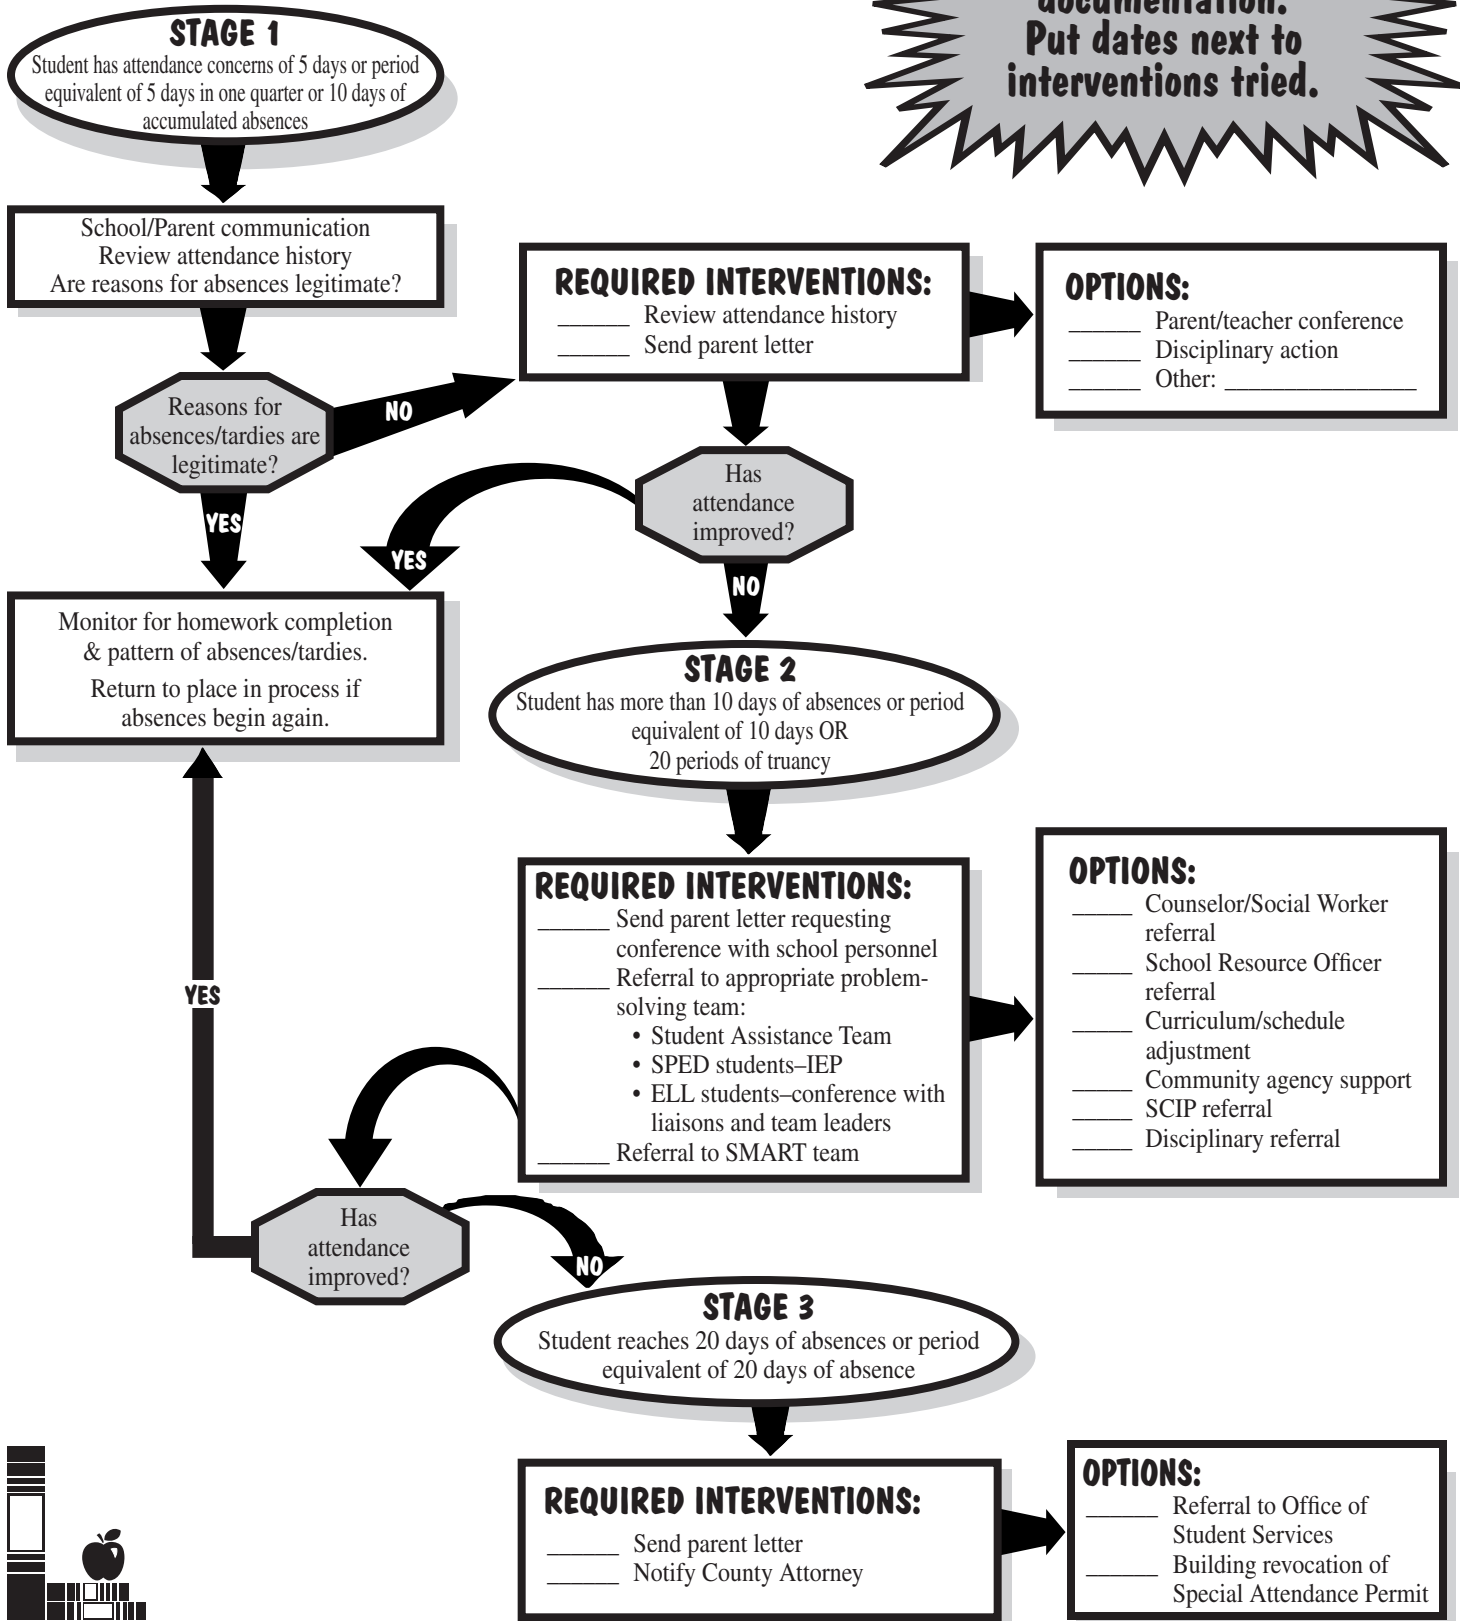 documentation.
Put dates next to
interventions tried.
STAGE 1
Student has attendance concerns of 5 days or period
equivalent of 5 days in one quarter or 10 days of
accumulated absences
School/Parent communication
Review attendance history
Are reasons for absences legitimate?
Reasons for
absences/tardies are
legitimate?
NO
YES
REQUIRED INTERVENTIONS:
______ Review attendance history
______ Send parent letter
OPTIONS:
______ Parent/teacher conference
______ Disciplinary action
______ Other: ________________
Has
attendance
improved?
YES
NO
Monitor for homework completion
& pattern of absences/tardies.
Return to place in process if
absences begin again.
STAGE 2
Student has more than 10 days of absences or period
equivalent of 10 days OR
20 periods of truancy
REQUIRED INTERVENTIONS:
______ Send parent letter requesting
conference with school personnel
______ Referral to appropriate problem-
solving team:
• Student Assistance Team
• SPED students–IEP
• ELL students–conference with
liaisons and team leaders
______ Referral to SMART team
OPTIONS:
_____ Counselor/Social Worker
referral
_____ School Resource Officer
referral
_____ Curriculum/schedule
adjustment
_____ Community agency support
_____ SCIP referral
_____ Disciplinary referral
YES
Has
attendance
improved?
NO
STAGE 3
Student reaches 20 days of absences or period
equivalent of 20 days of absence
REQUIRED INTERVENTIONS:
______ Send parent letter
______ Notify County Attorney
OPTIONS:
______ Referral to Office of
Student Services
______ Building revocation of
Special Attendance Permit